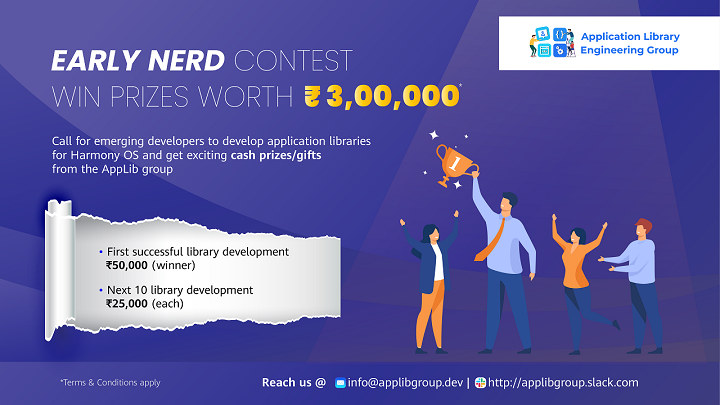 Application Library
Engineering Group
EARLY NERD CONTEST
WIN PRIZES WORTH ₹ 3,00,000*
Call for emerging developers to develop application libraries
for Harmony OS and get exciting cash prizes/gifts
from the AppLib group
1
• First successful library development
₹50,000 (winner)
• Next 10 library development
₹25,000 (each)
*Terms & Conditions apply
Reach us @ info@applibgroup.dev | http://applibgroup.slack.com